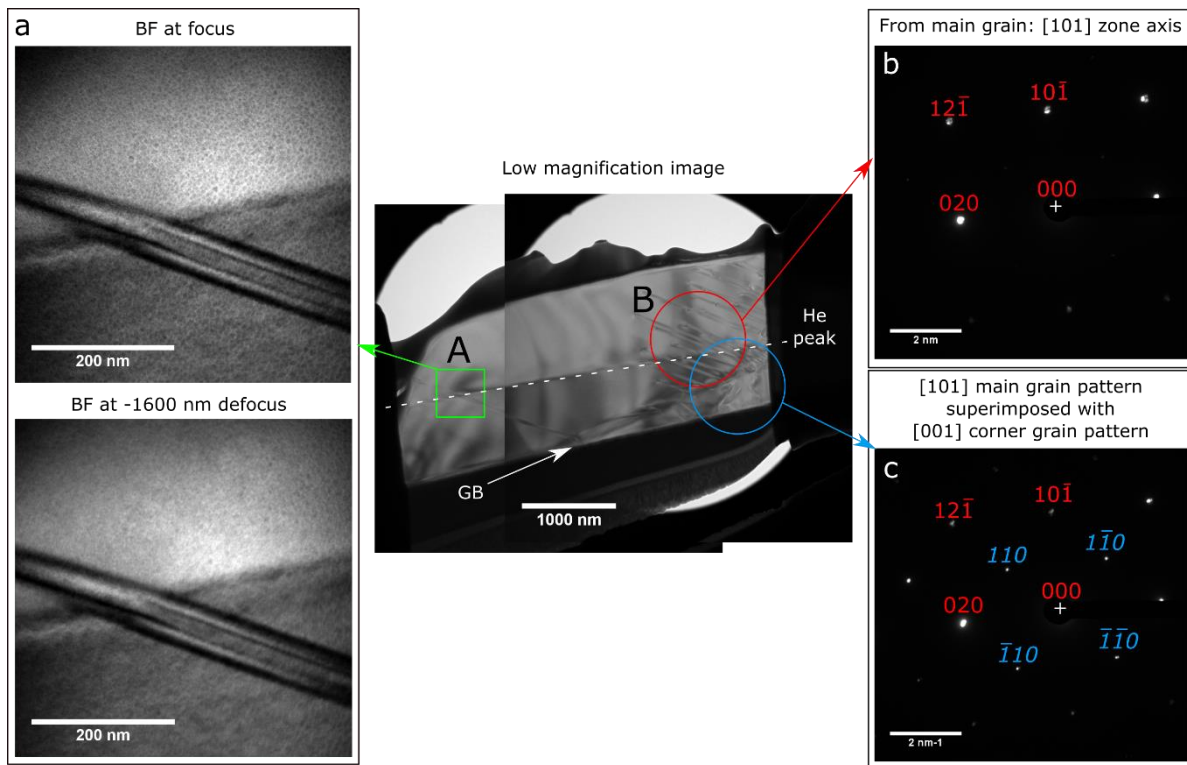 a
BF at focus
200 nm
BF at -1600 nm defocus
200 nm
Low magnification image
A
B
He
peak
GB
1000 nm
From main grain: [101] zone axis
b
121̅
101̅
020
000
2 nm
[101] main grain pattern
superimposed with
[001] corner grain pattern
c
121̅
101̅
110
11̅0
020
000
1̅10
1̅1̅0
2 nm-1